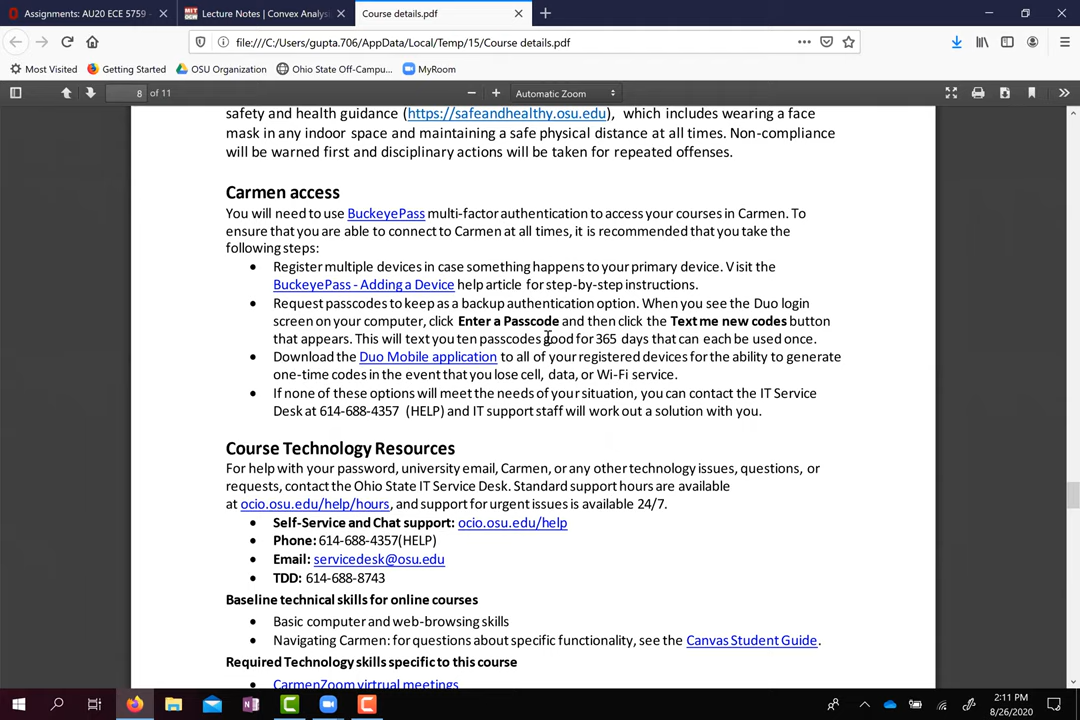 Assignments: AU20 ECE 5759 -
MIT OCW Lecture Notes | Convex Analysi
Course details.pdf
file:///C:/Users/gupta.706/AppData/Local/Temp/15/Course details.pdf
Most Visited
Getting Started
OSU Organization
Ohio State Off-Campu...
MyRoom
8 of 11
Automatic Zoom
safety and health guidance (https://safeandhealthy.osu.edu), which includes wearing a face
mask in any indoor space and maintaining a safe physical distance at all times. Non-compliance
will be warned first and disciplinary actions will be taken for repeated offenses.
Carmen access
You will need to use BuckeyePass multi-factor authentication to access your courses in Carmen. To
ensure that you are able to connect to Carmen at all times, it is recommended that you take the
following steps:
• Register multiple devices in case something happens to your primary device. Visit the
BuckeyePass - Adding a Device help article for step-by-step instructions.
• Request passcodes to keep as a backup authentication option. When you see the Duo login
screen on your computer, click Enter a Passcode and then click the Text me new codes button
that appears. This will text you ten passcodes good for 365 days that can each be used once.
• Download the Duo Mobile application to all of your registered devices for the ability to generate
one-time codes in the event that you lose cell, data, or Wi-Fi service.
• If none of these options will meet the needs of your situation, you can contact the IT Service
Desk at 614-688-4357 (HELP) and IT support staff will work out a solution with you.
Course Technology Resources
For help with your password, university email, Carmen, or any other technology issues, questions, or
requests, contact the Ohio State IT Service Desk. Standard support hours are available
at ocio.osu.edu/help/hours, and support for urgent issues is available 24/7.
• Self-Service and Chat support: ocio.osu.edu/help
• Phone: 614-688-4357(HELP)
• Email: servicedesk@osu.edu
• TDD: 614-688-8743
Baseline technical skills for online courses
• Basic computer and web-browsing skills
• Navigating Carmen: for questions about specific functionality, see the Canvas Student Guide.
Required Technology skills specific to this course
• CarmenZoom virtual meetings
2:11 PM
8/26/2020